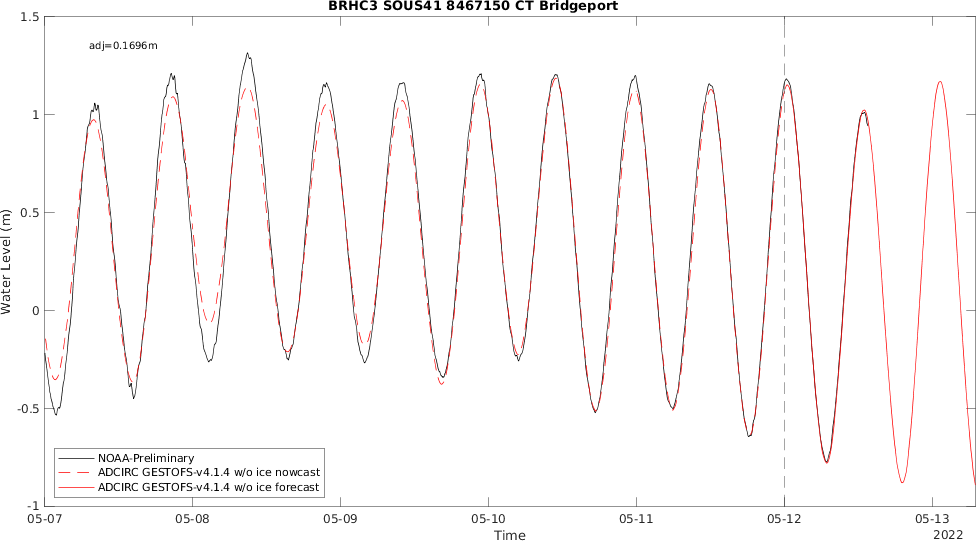 BRHC3 SOUS41 8467150 CT Bridgeport
1.5
adj=0.1696m
1
0.5
0
-0.5
-1
Water Level (m)
NOAA-Preliminary
ADCIRC GESTOFS-v4.1.4 w/o ice nowcast
ADCIRC GESTOFS-v4.1.4 w/o ice forecast
05-07
05-08
05-09
05-10
05-11
05-12
05-13
Time
2022